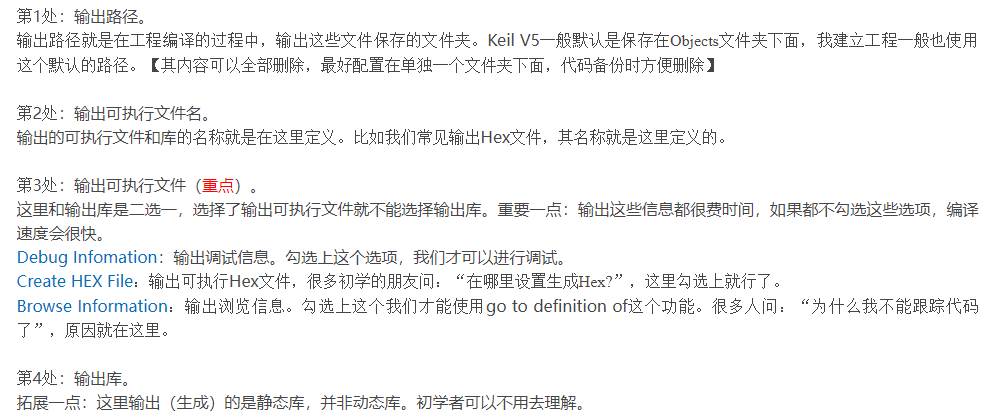 第1处：输出路径。
输出路径就是在工程编译的过程中，输出这些文件保存的文件夹。Keil V5一般默认是保存在Objects文件夹下面，我建立工程一般也使用
这个默认的路径。【其内容可以全部删除，最好配置在单独一个文件夹下面，代码备份时方便删除】
第2处：输出可执行文件名。
输出的可执行文件和库的名称就是在这里定义。比如我们常见输出Hex文件，其名称就是这里定义的。
第3处：输出可执行文件（重点）。
这里和输出库是二选一，选择了输出可执行文件就不能选择输出库。重要一点：输出这些信息都很费时间，如果都不勾选这些选项，编译
速度会很快。
Debug Infomation：输出调试信息。勾选上这个选项，我们才可以进行调试。
Create HEX File：输出可执行Hex文件，很多初学的朋友问：“在哪里设置生成Hex?”，这里勾选上就行了。
Browse Information：输出浏览信息。勾选上这个我们才能使用go to definition of这个功能。很多人问：“为什么我不能跟踪代码
了”，原因就在这里。
第4处：输出库。
拓展一点：这里输出（生成）的是静态库，并非动态库。初学者可以不用去理解。